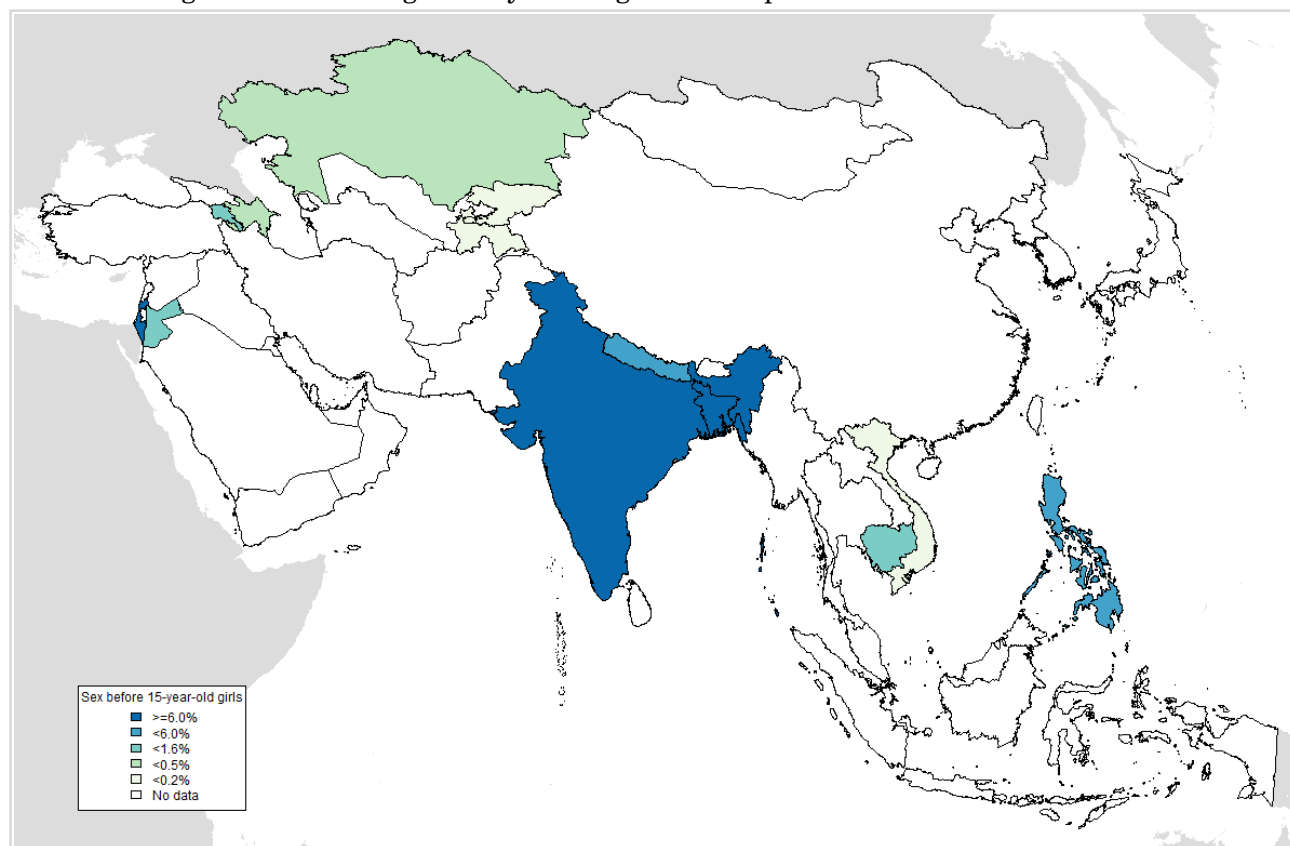 Sex before 15-year-old girls
>=6.0%
<6.0%
<1.6%
<0.5%
<0.2%
No data